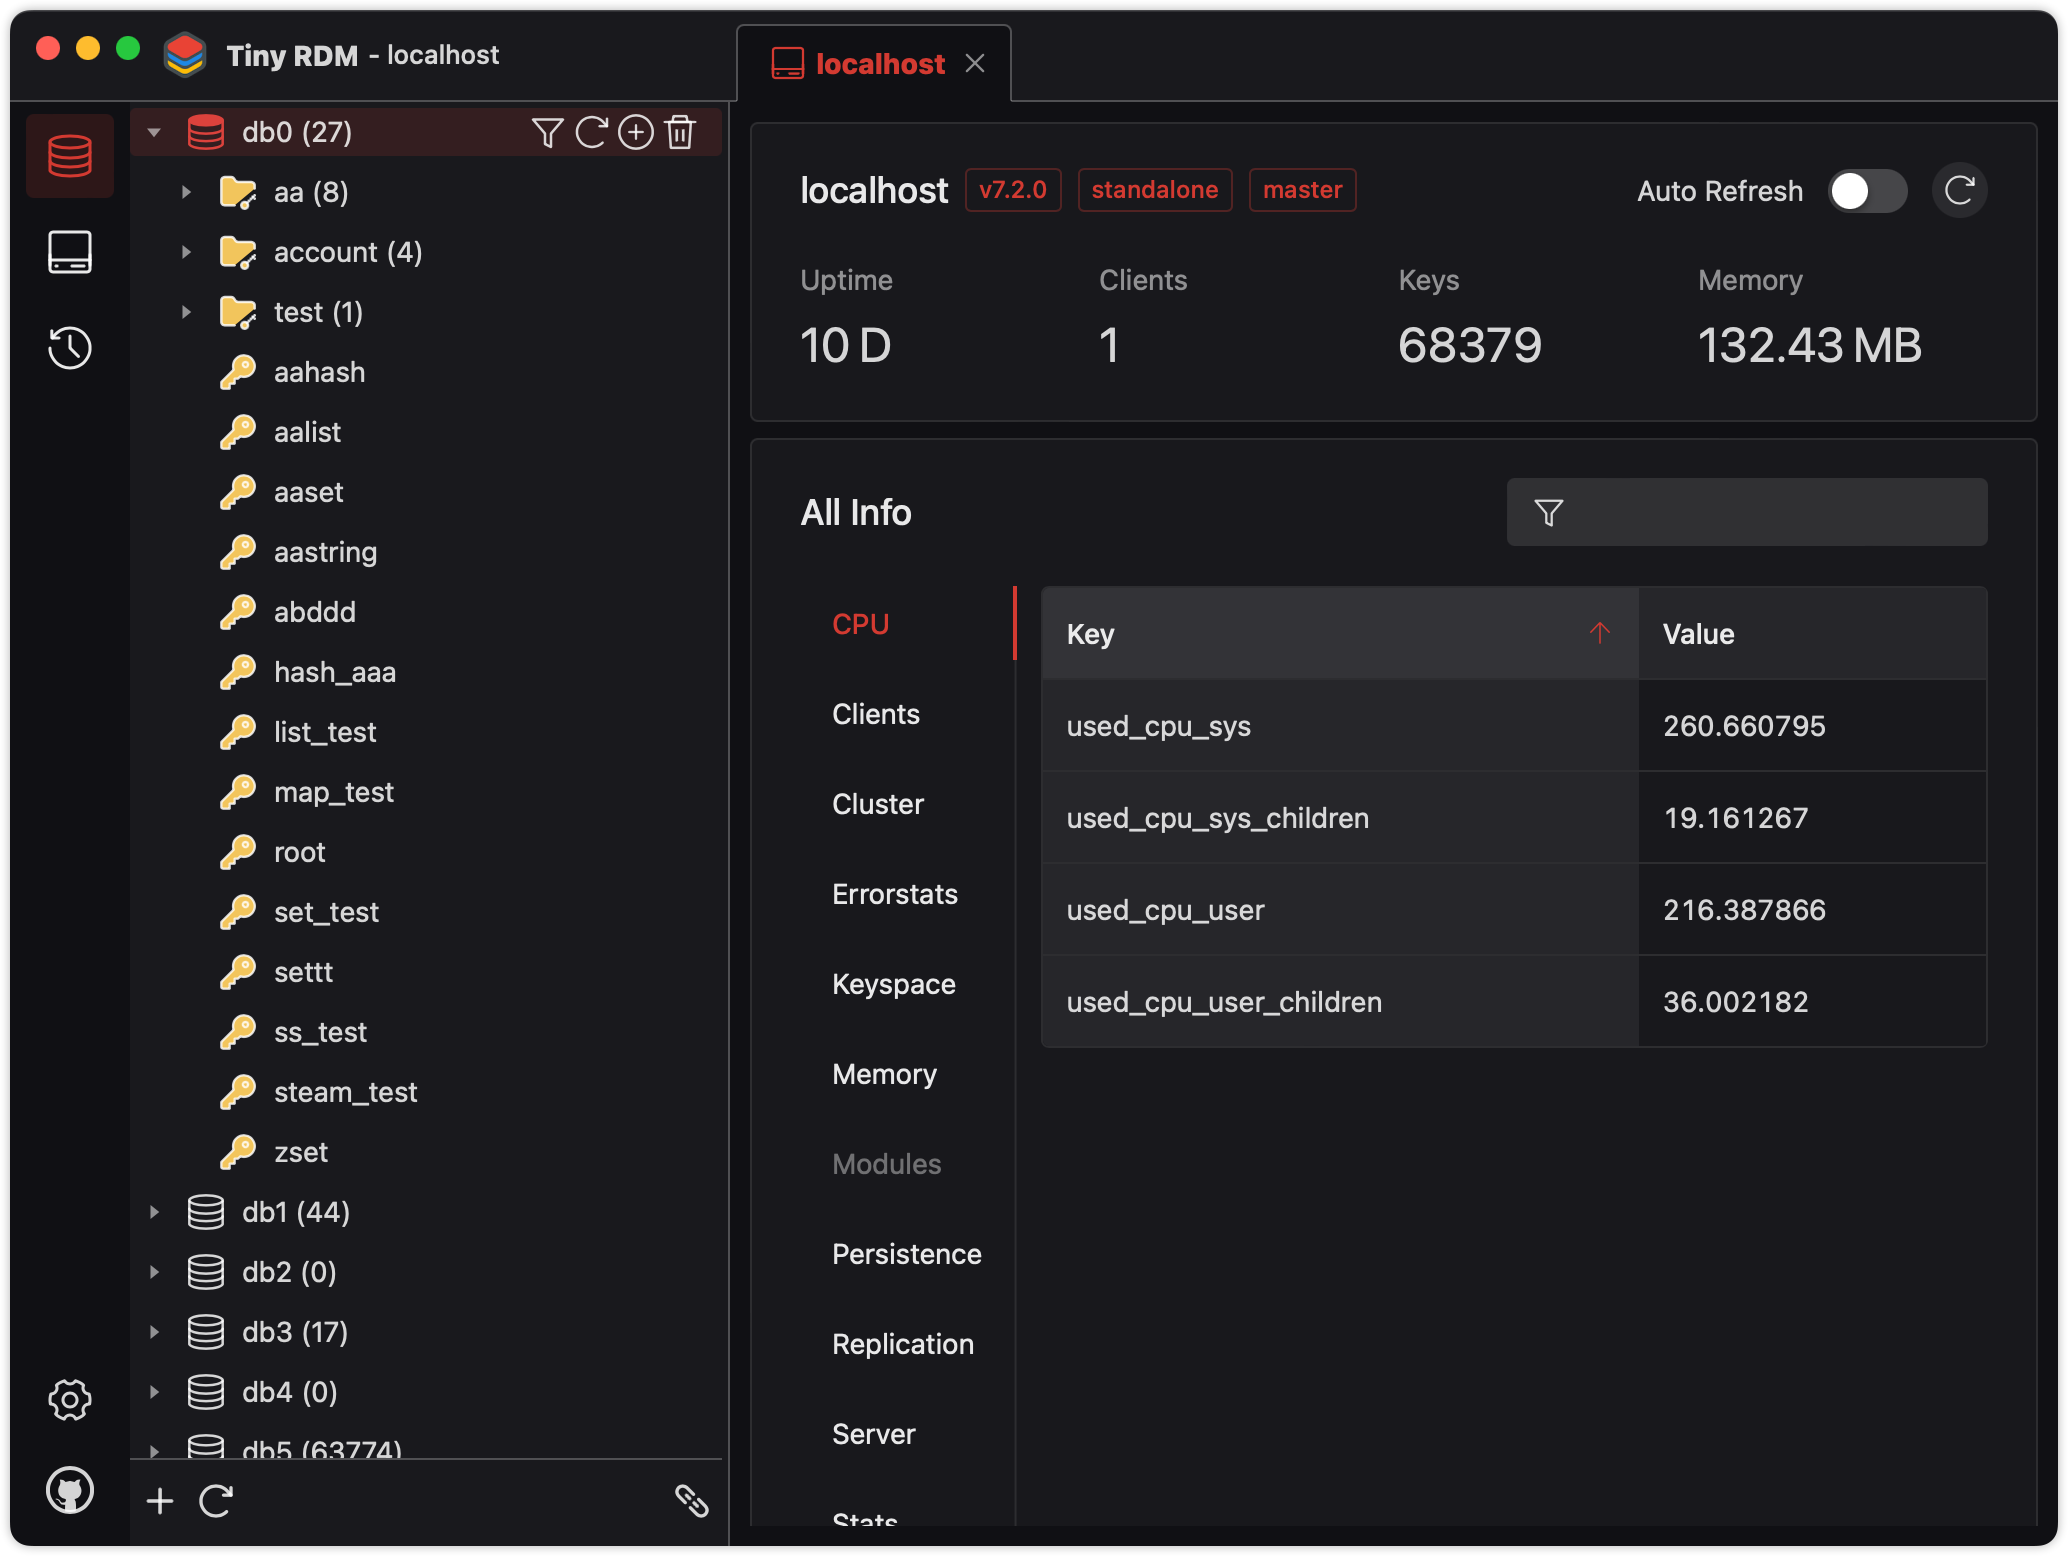 Tiny RDM - localhost
localhost
db0 (27)
aa (8)
account (4)
test (1)
aahash
aalist
aaset
aastring
abddd
hash_aaa
list_test
map_test
root
set_test
settt
ss_test
steam_test
zset
db1 (44)
db2 (0)
db3 (17)
db4 (0)
db5 (63774)
localhost v7.2.0 standalone master Auto Refresh
Uptime Clients Keys Memory
10 D 1 68379 132.43 MB
All Info
CPU
Clients
Cluster
Errorstats
Keyspace
Memory
Modules
Persistence
Replication
Server
Stats
Key Value
used_cpu_sys 260.660795
used_cpu_sys_children 19.161267
used_cpu_user 216.387866
used_cpu_user_children 36.002182